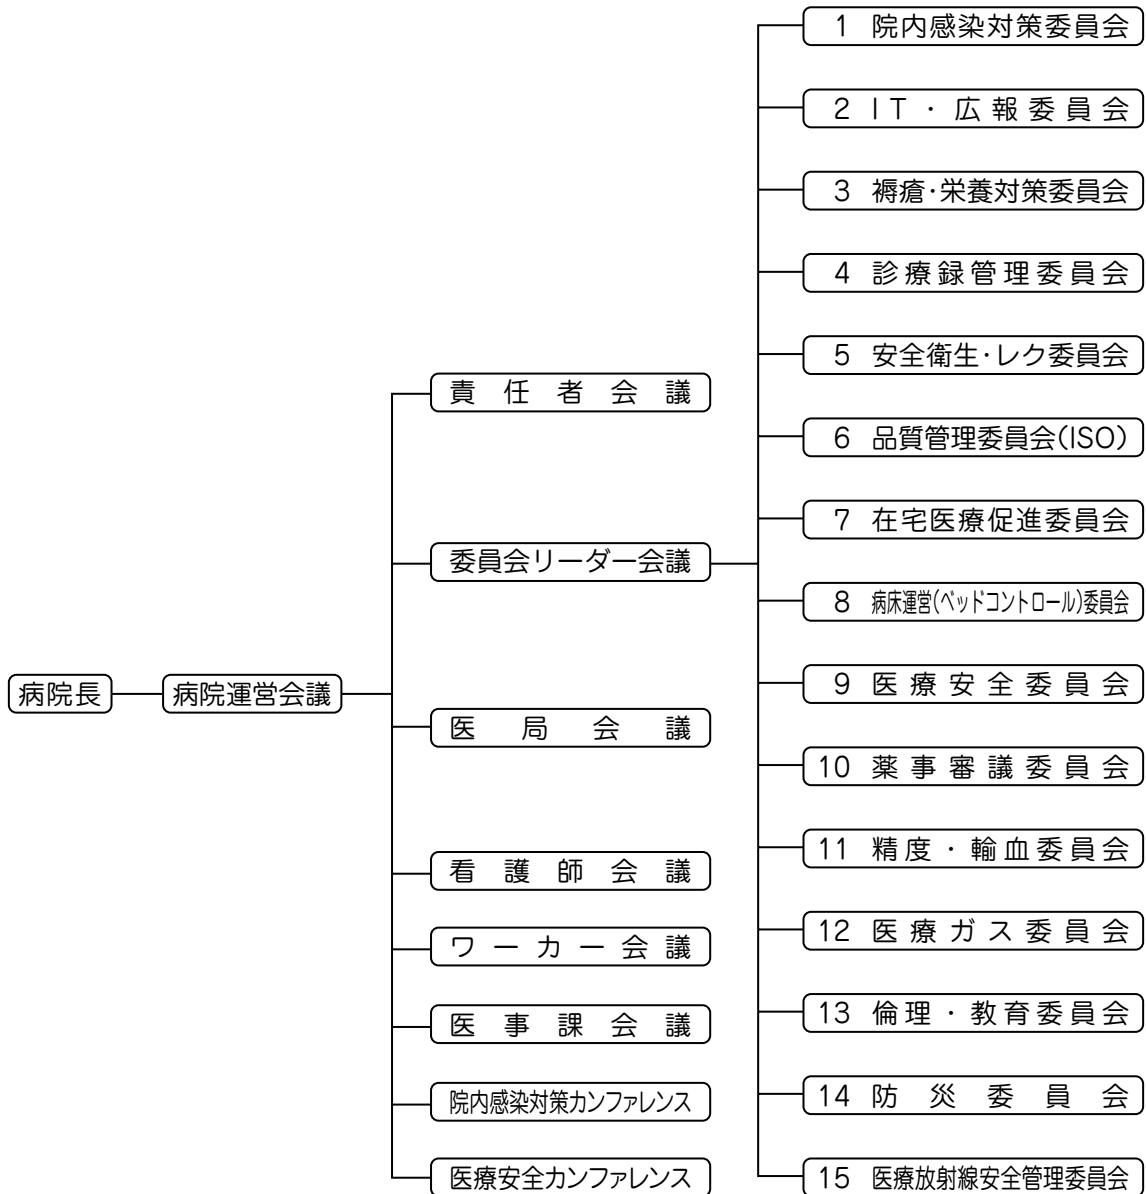 病院長
病院運営会議
責任者会議
委員会リーダー会議
医局会議
看護師会議
ワーカー会議
医事課会議
院内感染対策カンファレンス
医療安全カンファレンス
1 院内感染対策委員会
2 IT・広報委員会
3 褥瘡・栄養対策委員会
4 診療録管理委員会
5 安全衛生・レク委員会
6 品質管理委員会(ISO)
7 在宅医療促進委員会
8 病床運営(ベッドコントロール)委員会
9 医療安全委員会
10 薬事審議委員会
11 精度・輸血委員会
12 医療ガス委員会
13 倫理・教育委員会
14 防災委員会
15 医療放射線安全管理委員会